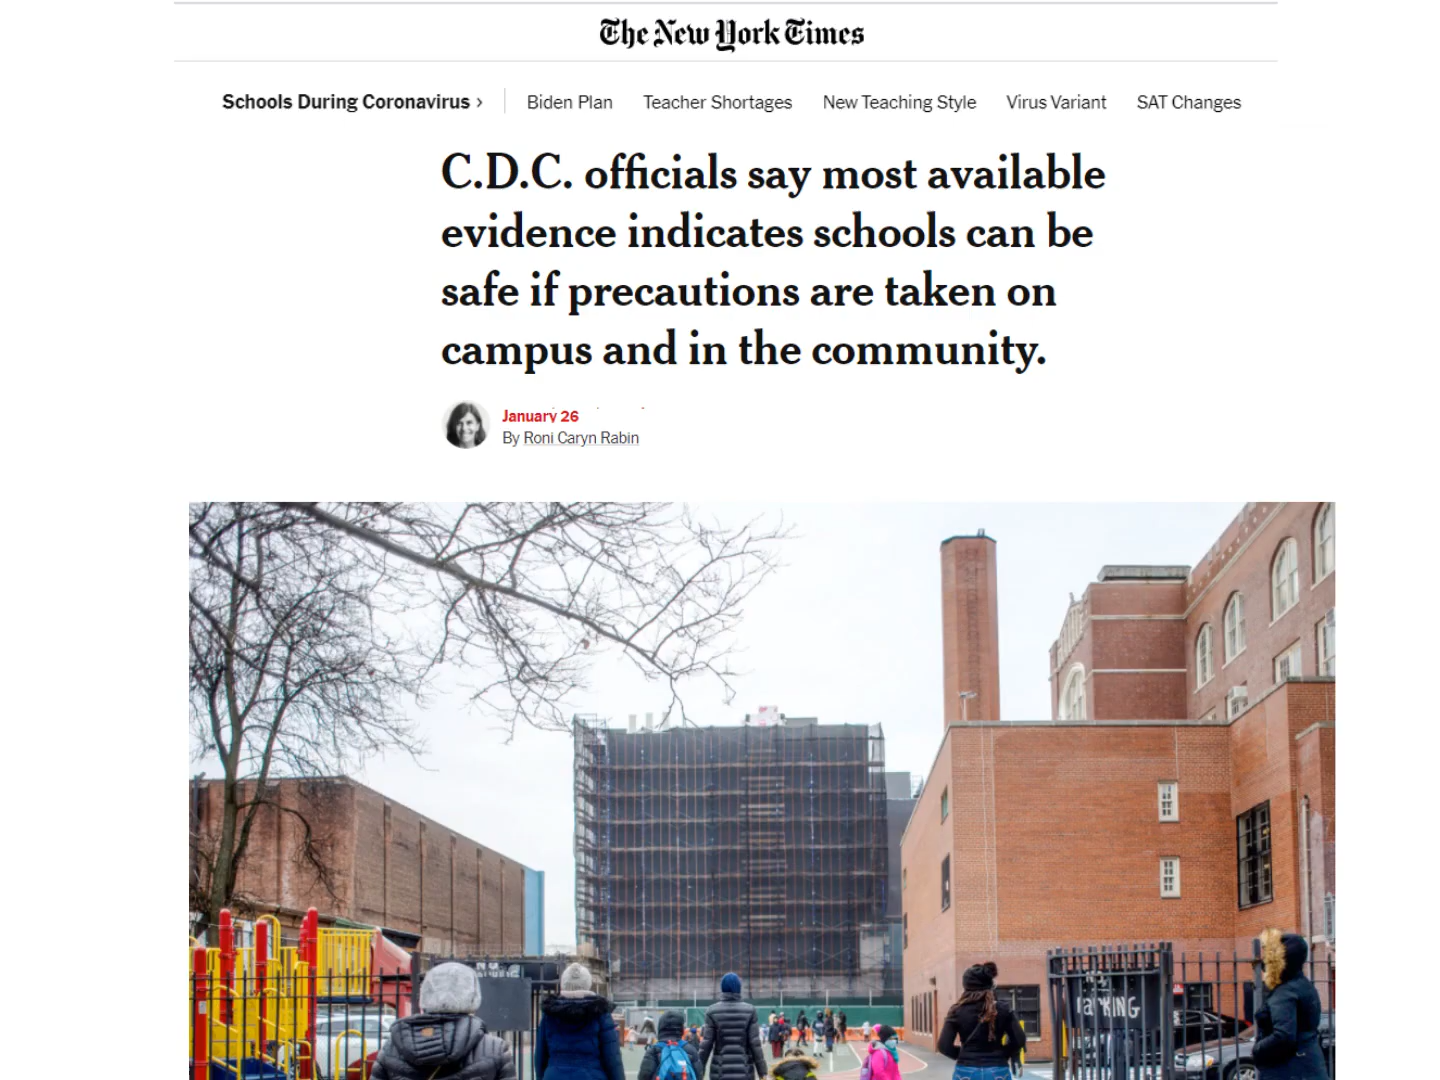 The New York Times
Schools During Coronavirus › Biden Plan Teacher Shortages New Teaching Style Virus Variant SAT Changes
C.D.C. officials say most available
evidence indicates schools can be
safe if precautions are taken on
campus and in the community.
January 26
By Roni Caryn Rabin
NO
PARKING